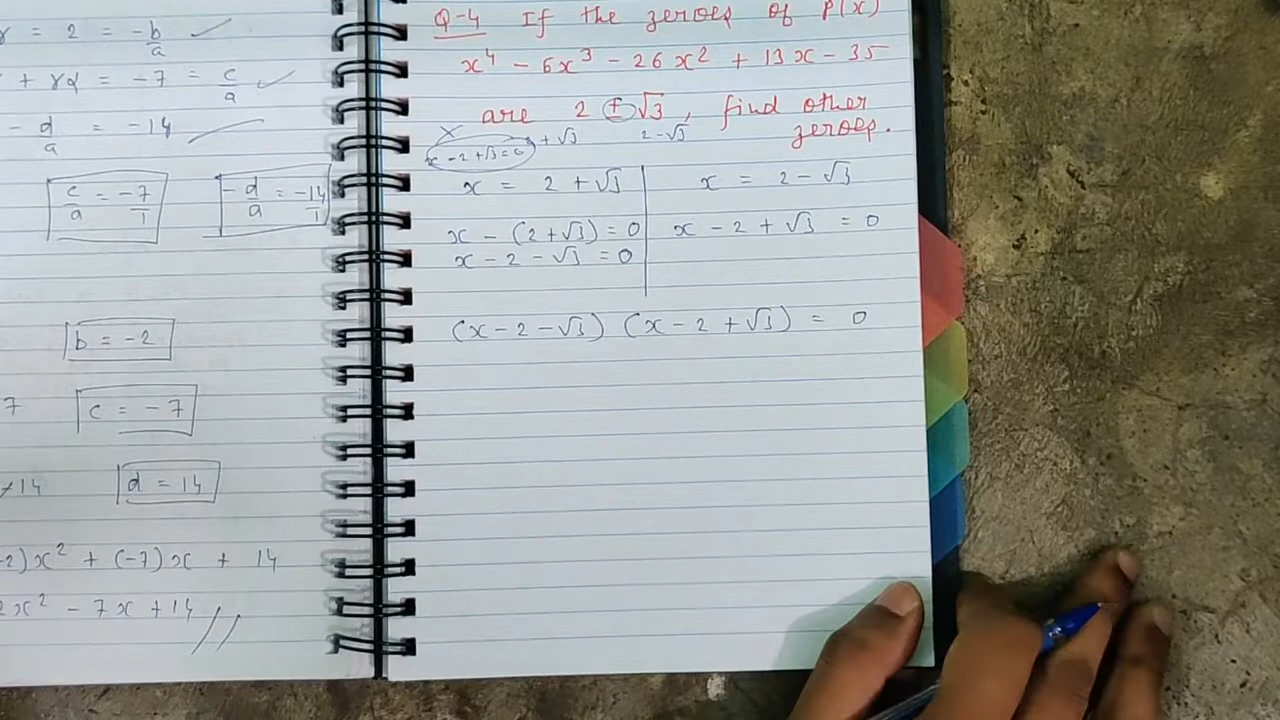 = 2 = -b/a
+ γα = -7 = c/a
- d/a = -14
c/a = -7/1 -d/a = -14/1
b = -2
7 c = -7
14 d = 14
-2)x² + (-7)x + 14
2x² - 7x + 14 //
Q-4 If the zeroes of P(x)
x⁴ - 6x³ - 26x² + 13x - 35
are 2 ± √3, find other
zeroes.
+ √3 2 - √3
x - 2 + √3 = 0
x = 2 + √3 x = 2 - √3
x - (2 + √3) = 0 x - 2 + √3 = 0
x - 2 - √3 = 0
(x - 2 - √3) (x - 2 + √3) = 0